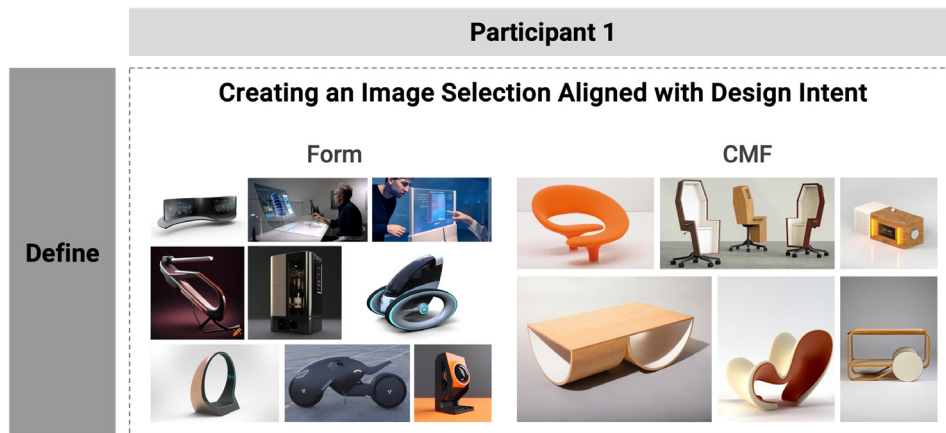 Participant 1
Define
Creating an Image Selection Aligned with Design Intent
Form
CMF